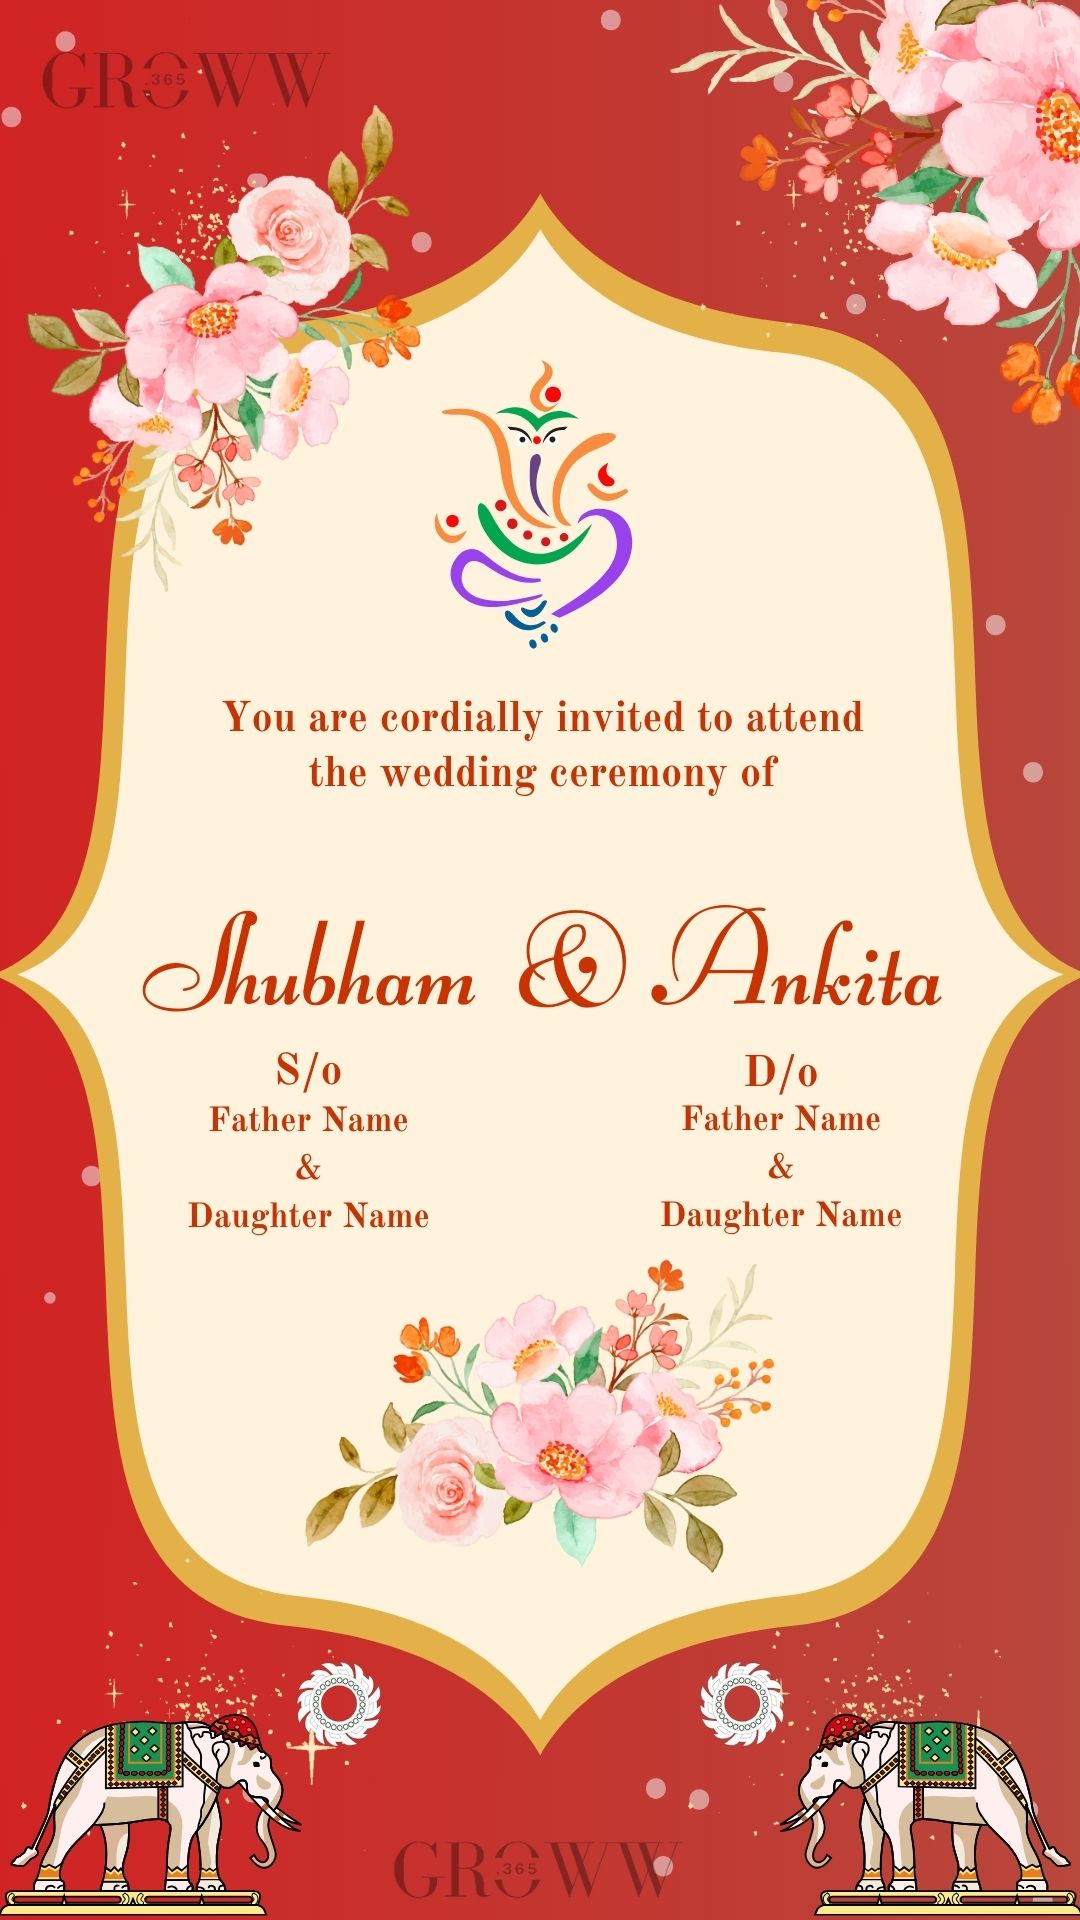 GROWW
.365
You are cordially invited to attend
the wedding ceremony of
Shubham & Ankita
S/o
Father Name
&
Daughter Name
D/o
Father Name
&
Daughter Name
GROWW
.365